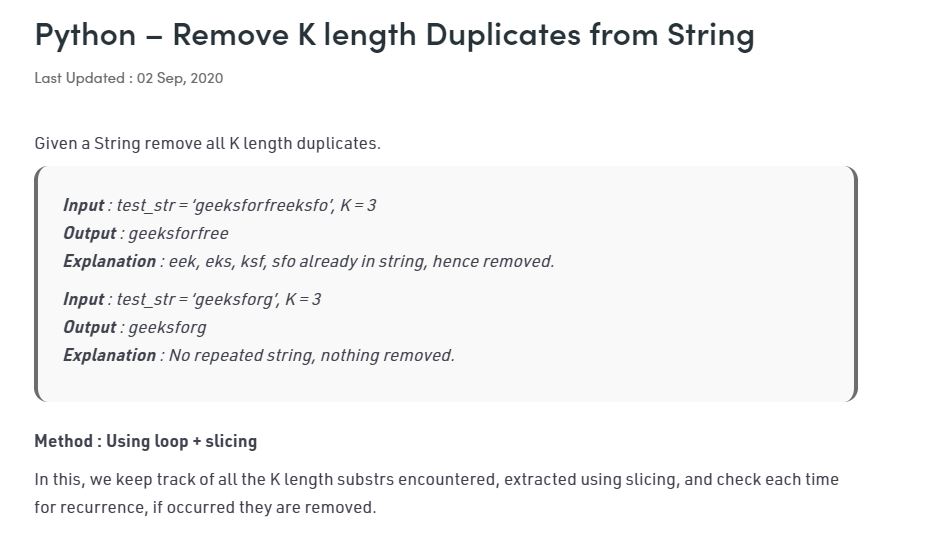 Python – Remove K length Duplicates from String
Last Updated : 02 Sep, 2020
Given a String remove all K length duplicates.
Input : test_str = ‘geeksforfreeksfo’, K = 3
Output : geeksforfree
Explanation : eek, eks, ksf, sfo already in string, hence removed.
Input : test_str = ‘geeksforg’, K = 3
Output : geeksforg
Explanation : No repeated string, nothing removed.
Method : Using loop + slicing
In this, we keep track of all the K length substrs encountered, extracted using slicing, and check each time
for recurrence, if occurred they are removed.